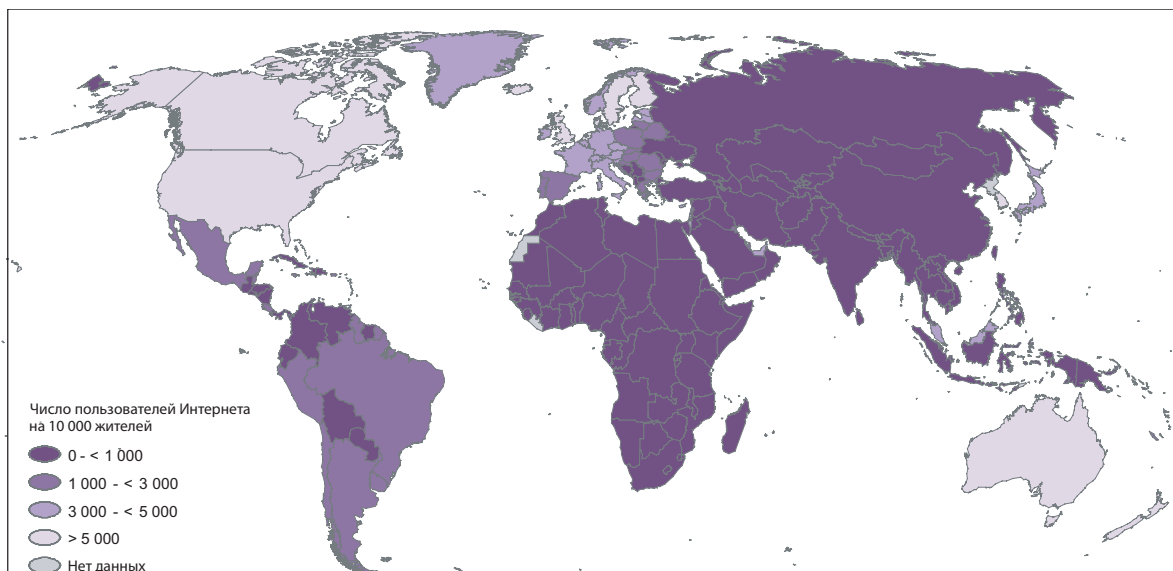 Число пользователей Интернета
на 10 000 жителей
0 - < 1 000
1 000 - < 3 000
3 000 - < 5 000
> 5 000
Нет данных